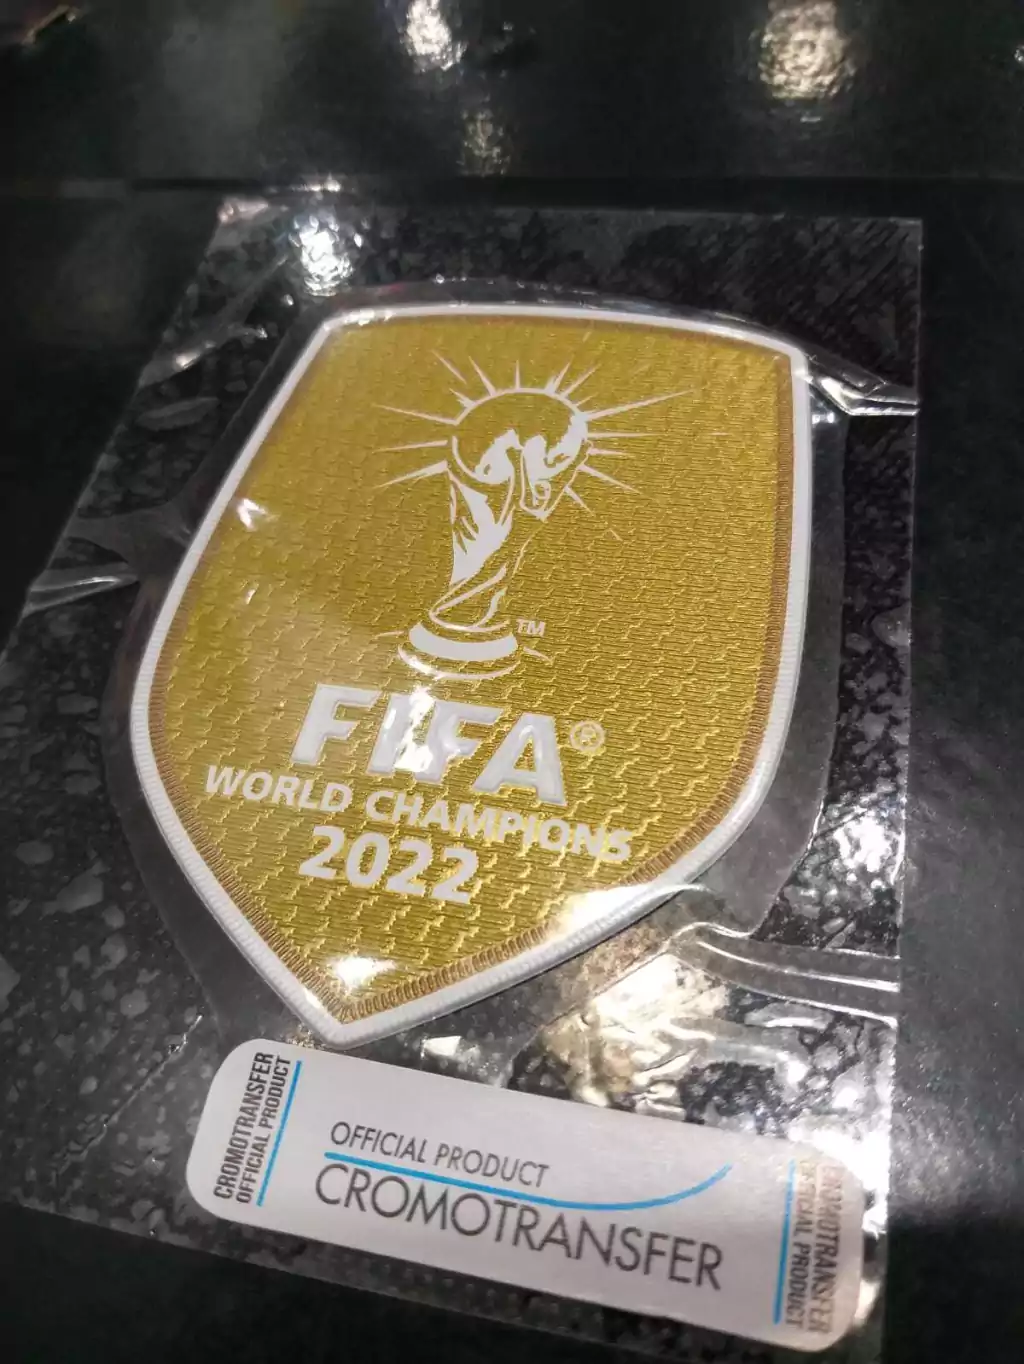 TM
FIFA®
WORLD CHAMPIONS
2022
CROMOTRANSFER
OFFICIAL PRODUCT
OFFICIAL PRODUCT
CROMOTRANSFER
CROMOTRANSFER
OFFICIAL PRODUCT